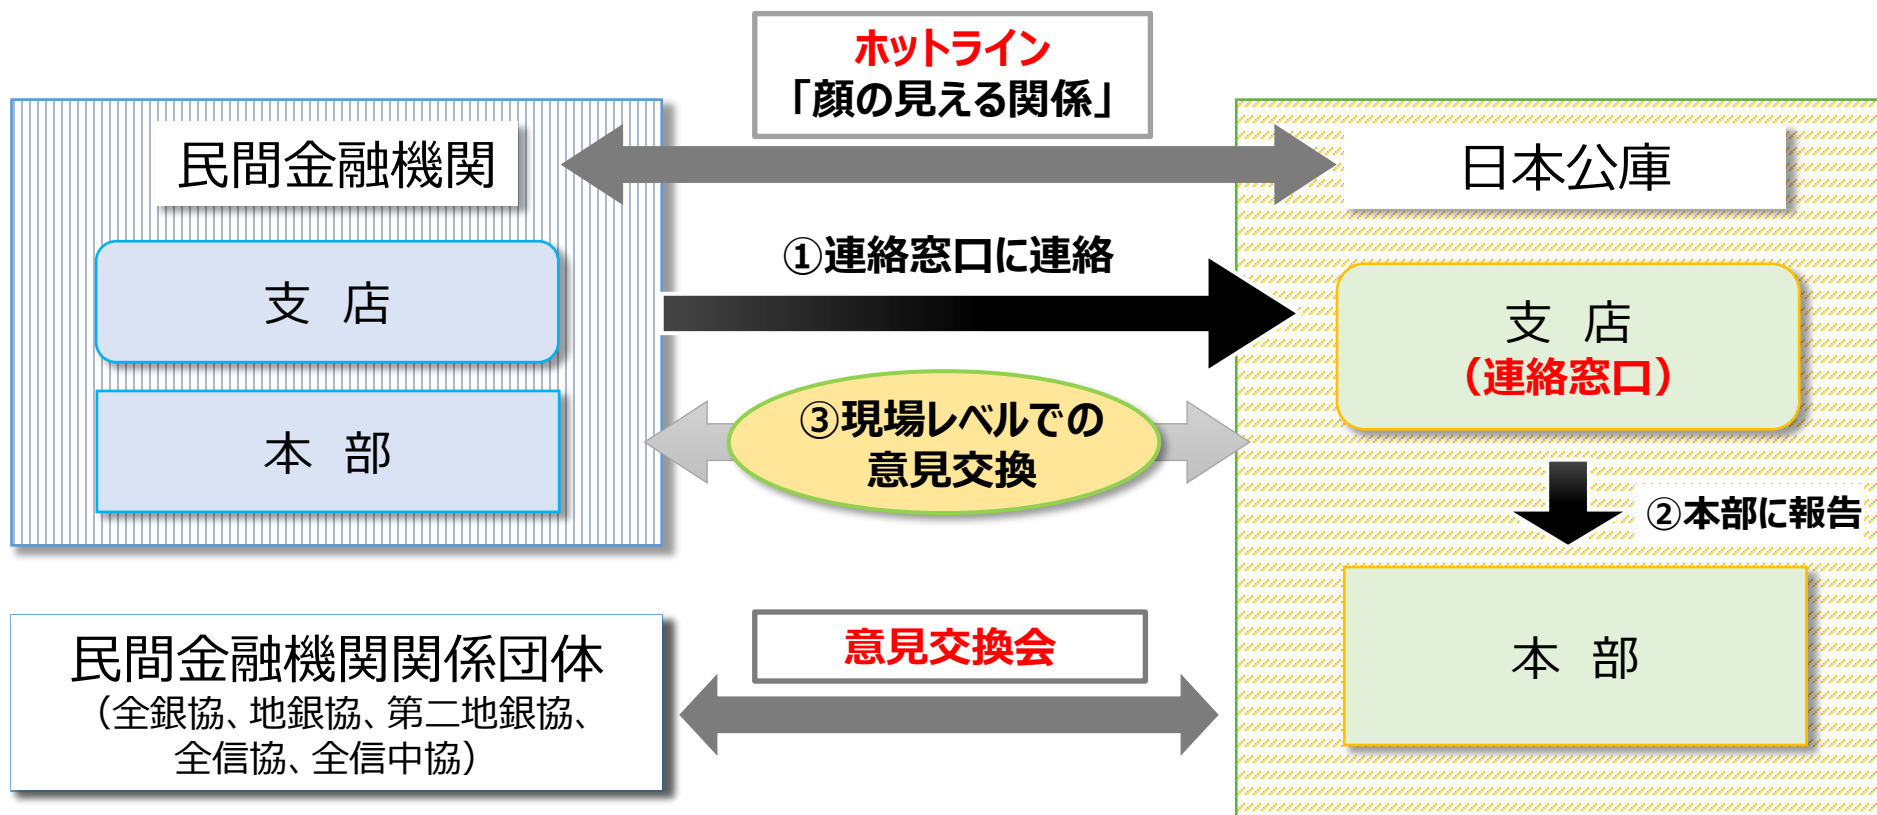 ホットライン
「顔の見える関係」
民間金融機関
日本公庫
①連絡窓口に連絡
支 店
支 店
(連絡窓口)
③現場レベルでの
意見交換
本 部
②本部に報告
民間金融機関関係団体
(全銀協、地銀協、第二地銀協、
全信協、全信中協)
意見交換会
本 部